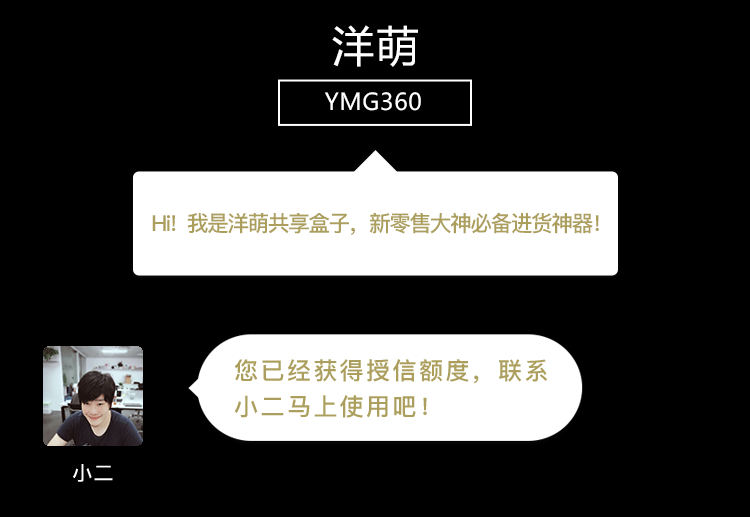 洋萌
YMG360
Hi! 我是洋萌共享盒子，新零售大神必备进货神器！
您已经获得授信额度，联系
小二马上使用吧！
小二